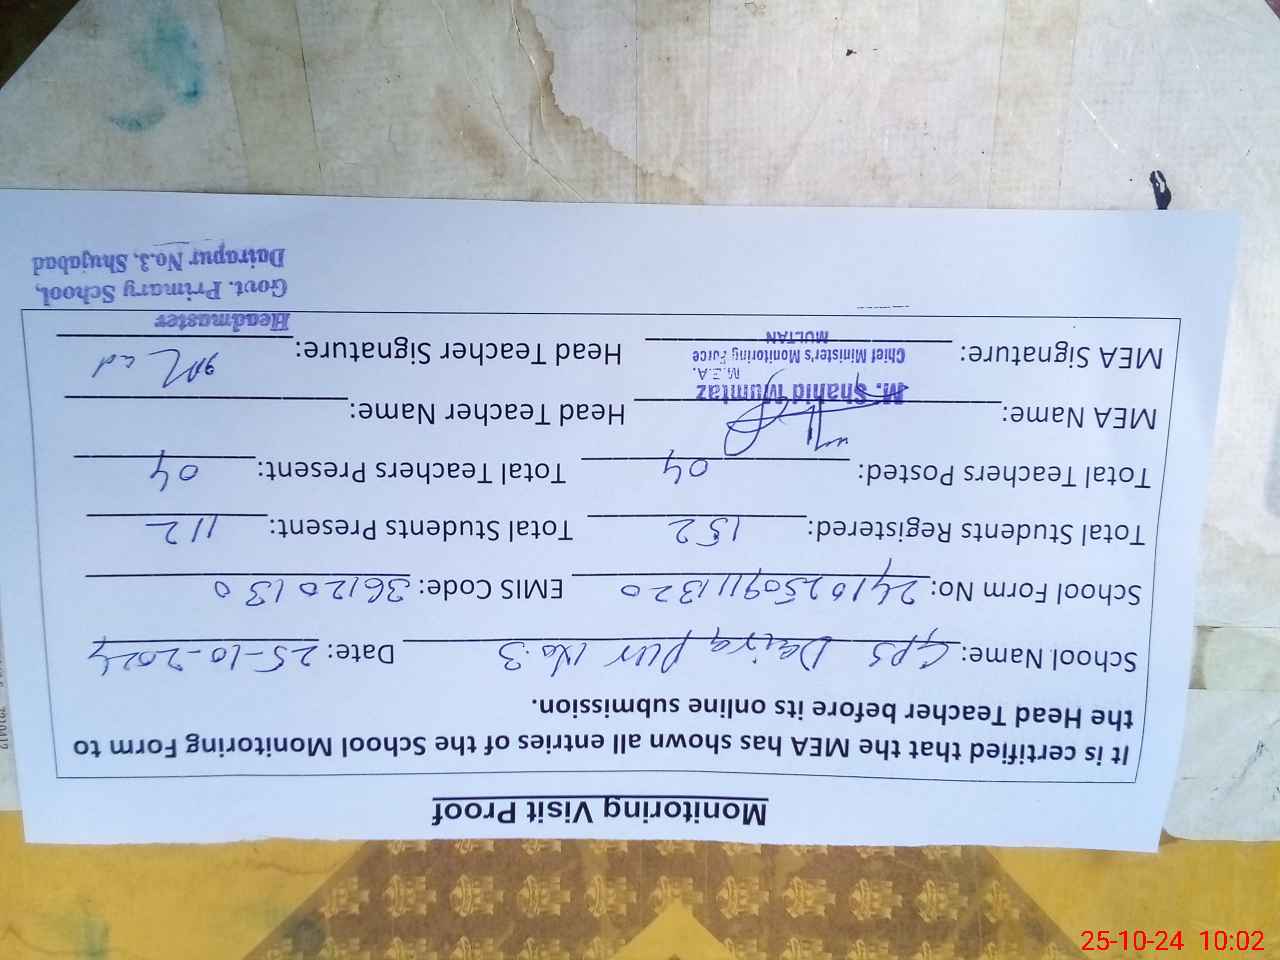 Monitoring Visit Proof
It is certified that the MEA has shown all entries of the School Monitoring Form to
the Head Teacher before its online submission.
School Name: GPS Daira pur No.3 Date: 25-10-2024
School Form No: 2410250911320 EMIS Code: 36120130
Total Students Registered: 152 Total Students Present: 112
Total Teachers Posted: 04 Total Teachers Present: 04
MEA Name: M. Shahid Mumtaz Head Teacher Name:
M.E.A.
Chief Minister's Monitoring Force
MULTAN
MEA Signature: Head Teacher Signature:
Headmaster
Govt. Primary School,
Dairapur No.3, Shujabad
25-10-24 10:02